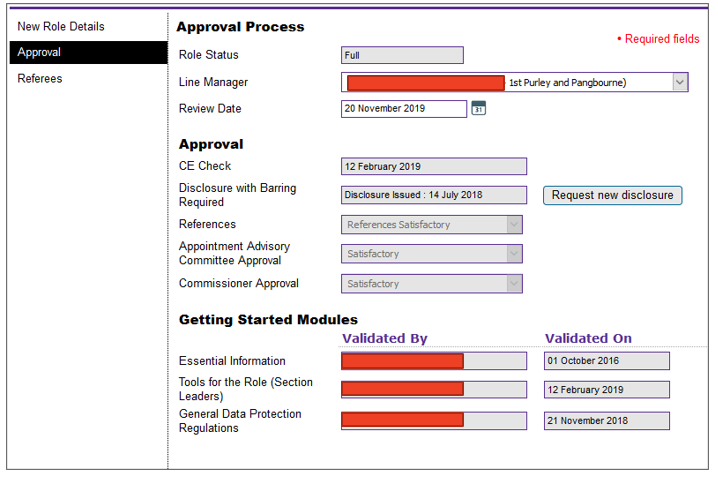 New Role Details
Approval
Referees
Approval Process
• Required fields
Role Status
Full
Line Manager
1st Purley and Pangbourne)
Review Date
20 November 2019
31
Approval
CE Check
12 February 2019
Disclosure with Barring
Required
Disclosure Issued : 14 July 2018
Request new disclosure
References
References Satisfactory
Appointment Advisory
Committee Approval
Satisfactory
Commissioner Approval
Satisfactory
Getting Started Modules
Validated By
Validated On
Essential Information
01 October 2016
Tools for the Role (Section
Leaders)
12 February 2019
General Data Protection
Regulations
21 November 2018